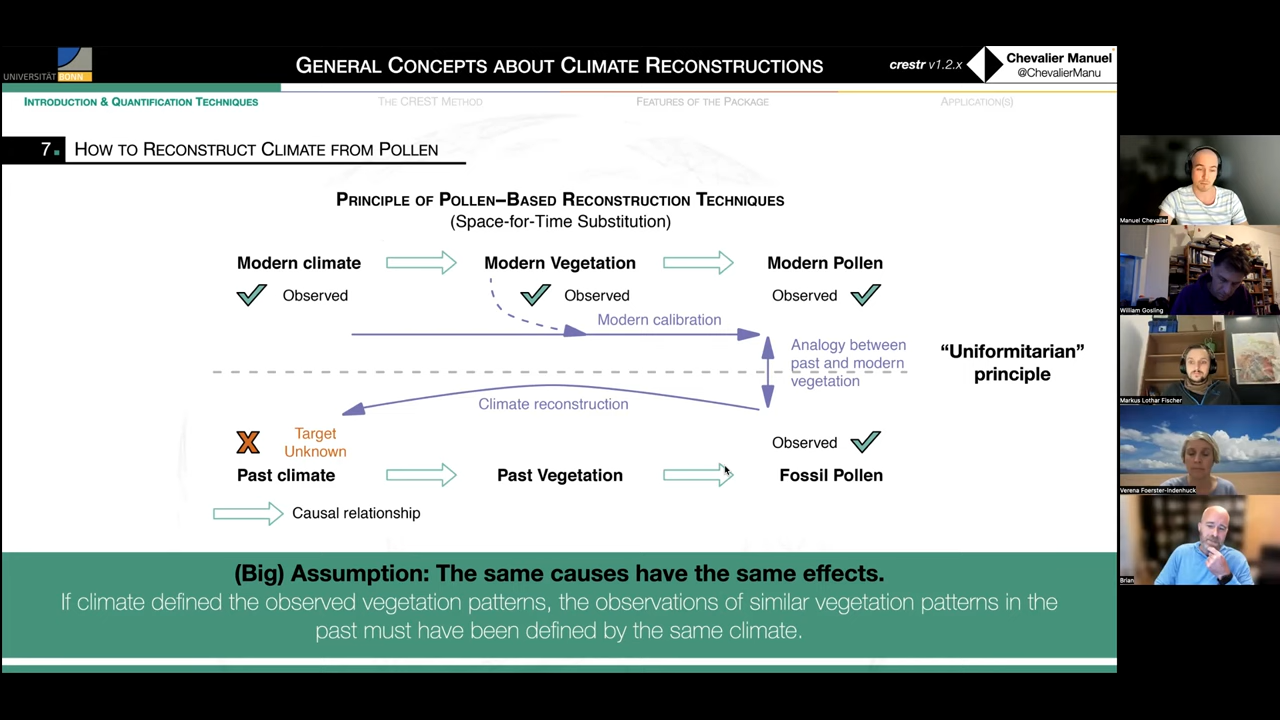 UNIVERSITÄT BONN
GENERAL CONCEPTS ABOUT CLIMATE RECONSTRUCTIONS
crestr v1.2.x
Chevalier Manuel
@ChevalierManu
INTRODUCTION & QUANTIFICATION TECHNIQUES
THE CREST METHOD
FEATURES OF THE PACKAGE
APPLICATION(S)
7. HOW TO RECONSTRUCT CLIMATE FROM POLLEN
PRINCIPLE OF POLLEN–BASED RECONSTRUCTION TECHNIQUES
(Space-for-Time Substitution)
Modern climate
Modern Vegetation
Modern Pollen
Observed
Observed
Observed
Modern calibration
Analogy between
past and modern
vegetation
"Uniformitarian"
principle
Climate reconstruction
Target
Unknown
Observed
Past climate
Past Vegetation
Fossil Pollen
Causal relationship
(Big) Assumption: The same causes have the same effects.
If climate defined the observed vegetation patterns, the observations of similar vegetation patterns in the
past must have been defined by the same climate.
Manuel Chevalier
William Gosling
Markus Lothar Fischer
Verena Foerster-Indenhuck
Brian